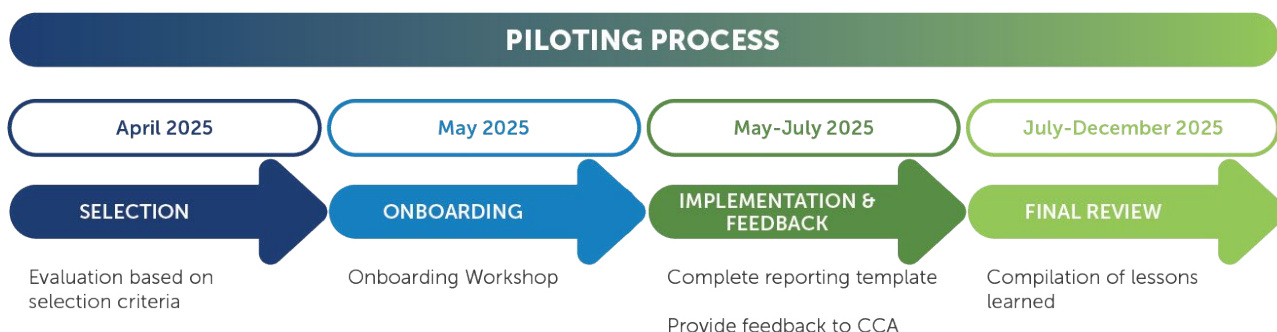 PILOTING PROCESS
April 2025
May 2025
May-July 2025
July-December 2025
SELECTION
ONBOARDING
IMPLEMENTATION &
FEEDBACK
FINAL REVIEW
Evaluation based on
selection criteria
Onboarding Workshop
Complete reporting template
Provide feedback to CCA
Compilation of lessons
learned